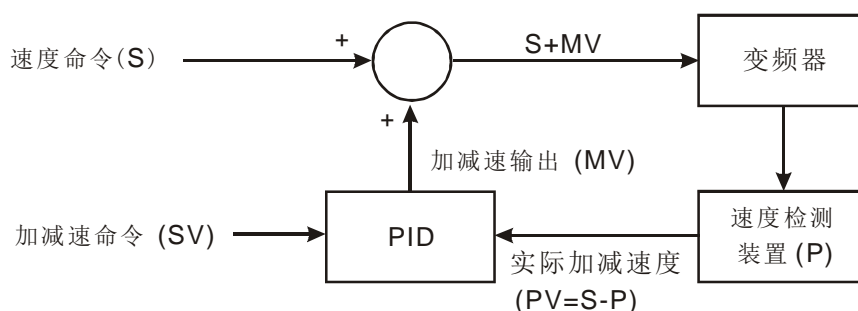 速度命令(S)
+
S+MV
变频器
+
加减速输出 (MV)
加减速命令 (SV)
PID
速度检测
装置(P)
实际加减速度
(PV=S-P)